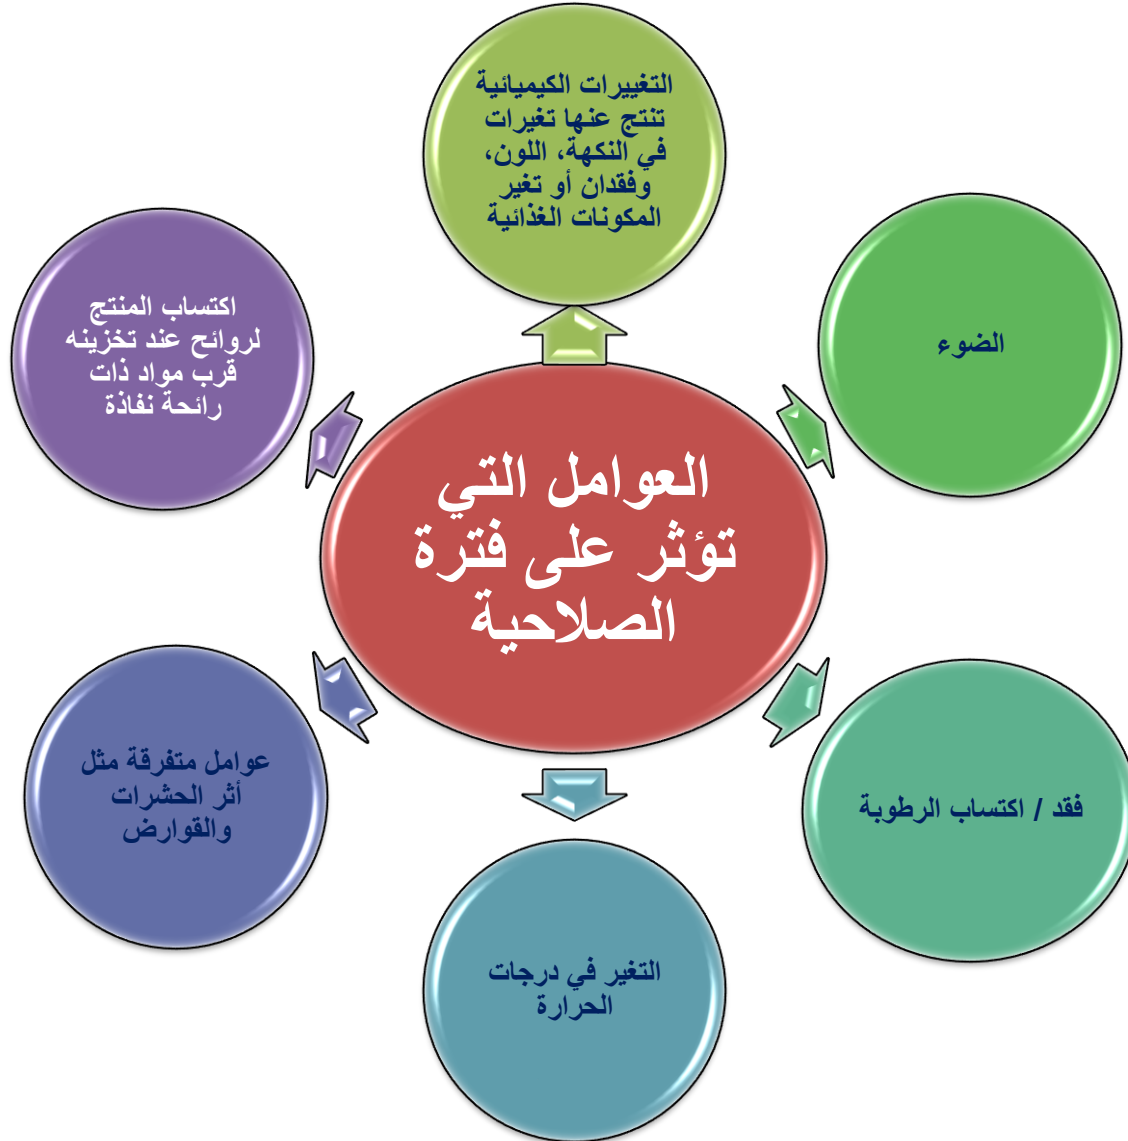 التغييرات الكيميائية
تنتج عنها تغيرات
في النكهة، اللون،
وفقدان أو تغير
المكونات الغذائية
الضوء
اكتساب المنتج
لروائح عند تخزينه
قرب مواد ذات
رائحة نفاذة
العوامل التي
تؤثر على فترة
الصلاحية
فقد / اكتساب الرطوبة
عوامل متفرقة مثل
أثر الحشرات
والقوارض
التغير في درجات
الحرارة